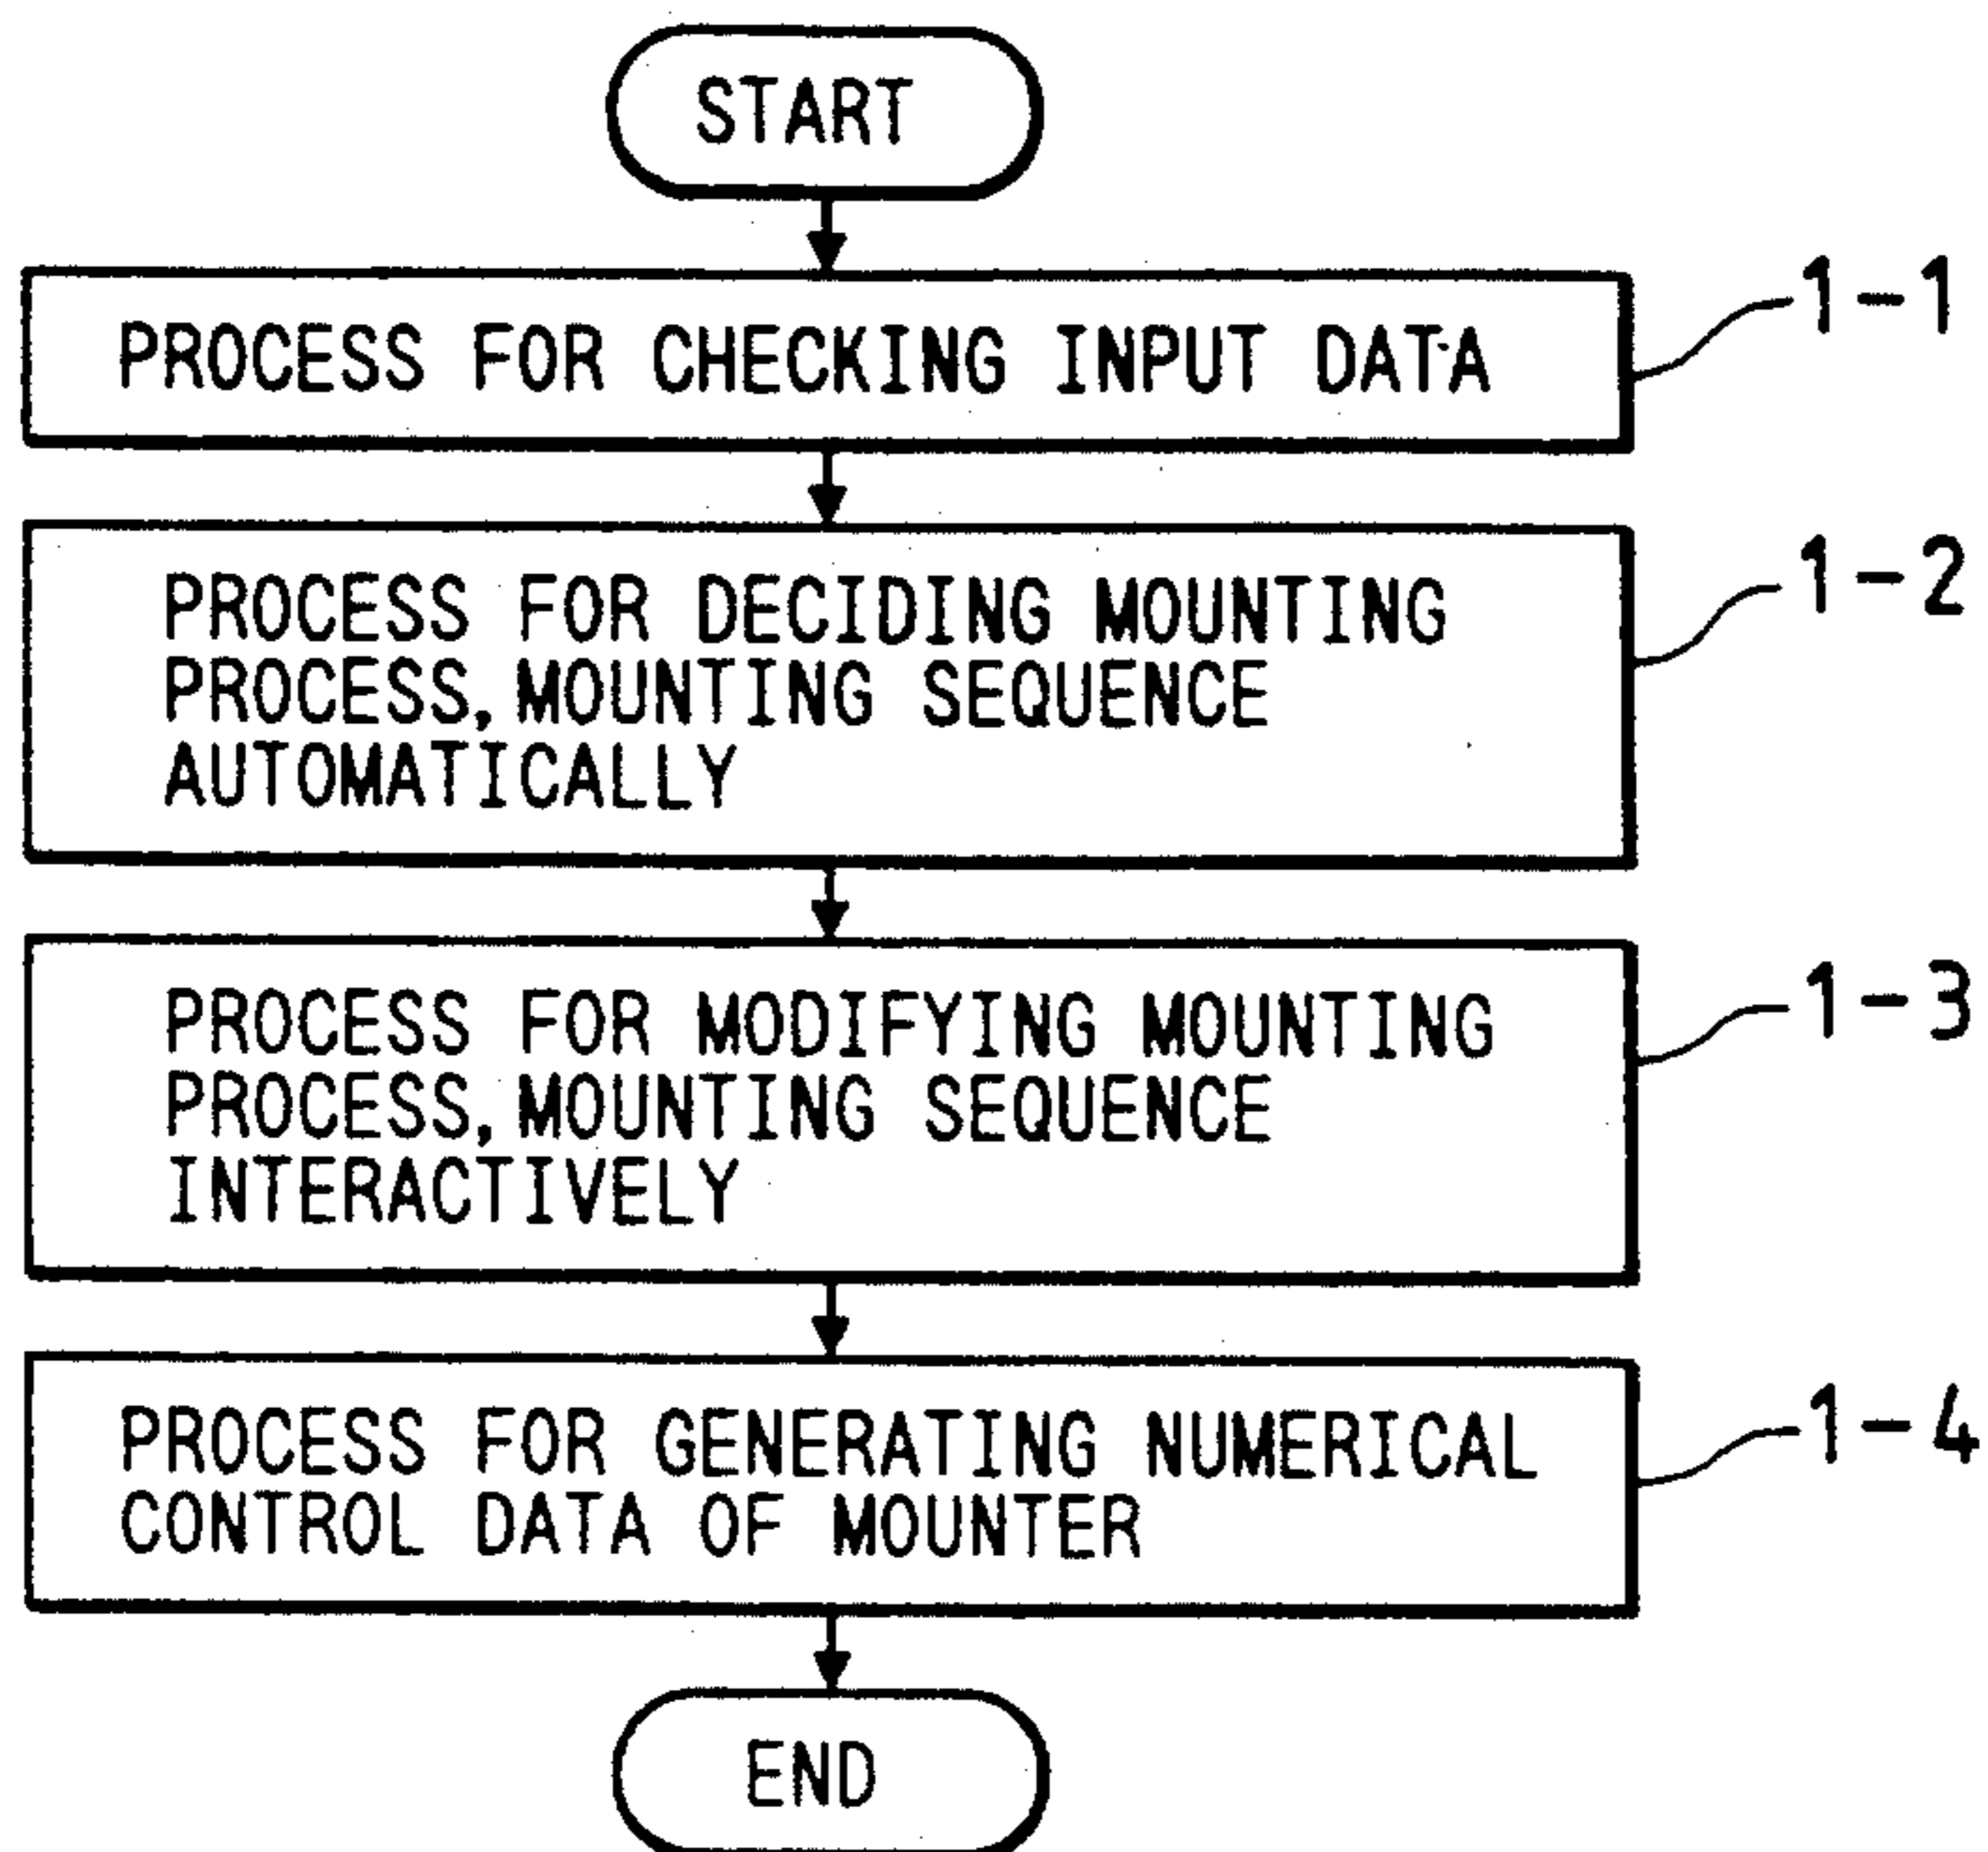 START
PROCESS FOR CHECKING INPUT DATA
1-1
PROCESS FOR DECIDING MOUNTING
PROCESS, MOUNTING SEQUENCE
AUTOMATICALLY
1-2
PROCESS FOR MODIFYING MOUNTING
PROCESS, MOUNTING SEQUENCE
INTERACTIVELY
1-3
PROCESS FOR GENERATING NUMERICAL
CONTROL DATA OF MOUNTER
1-4
END